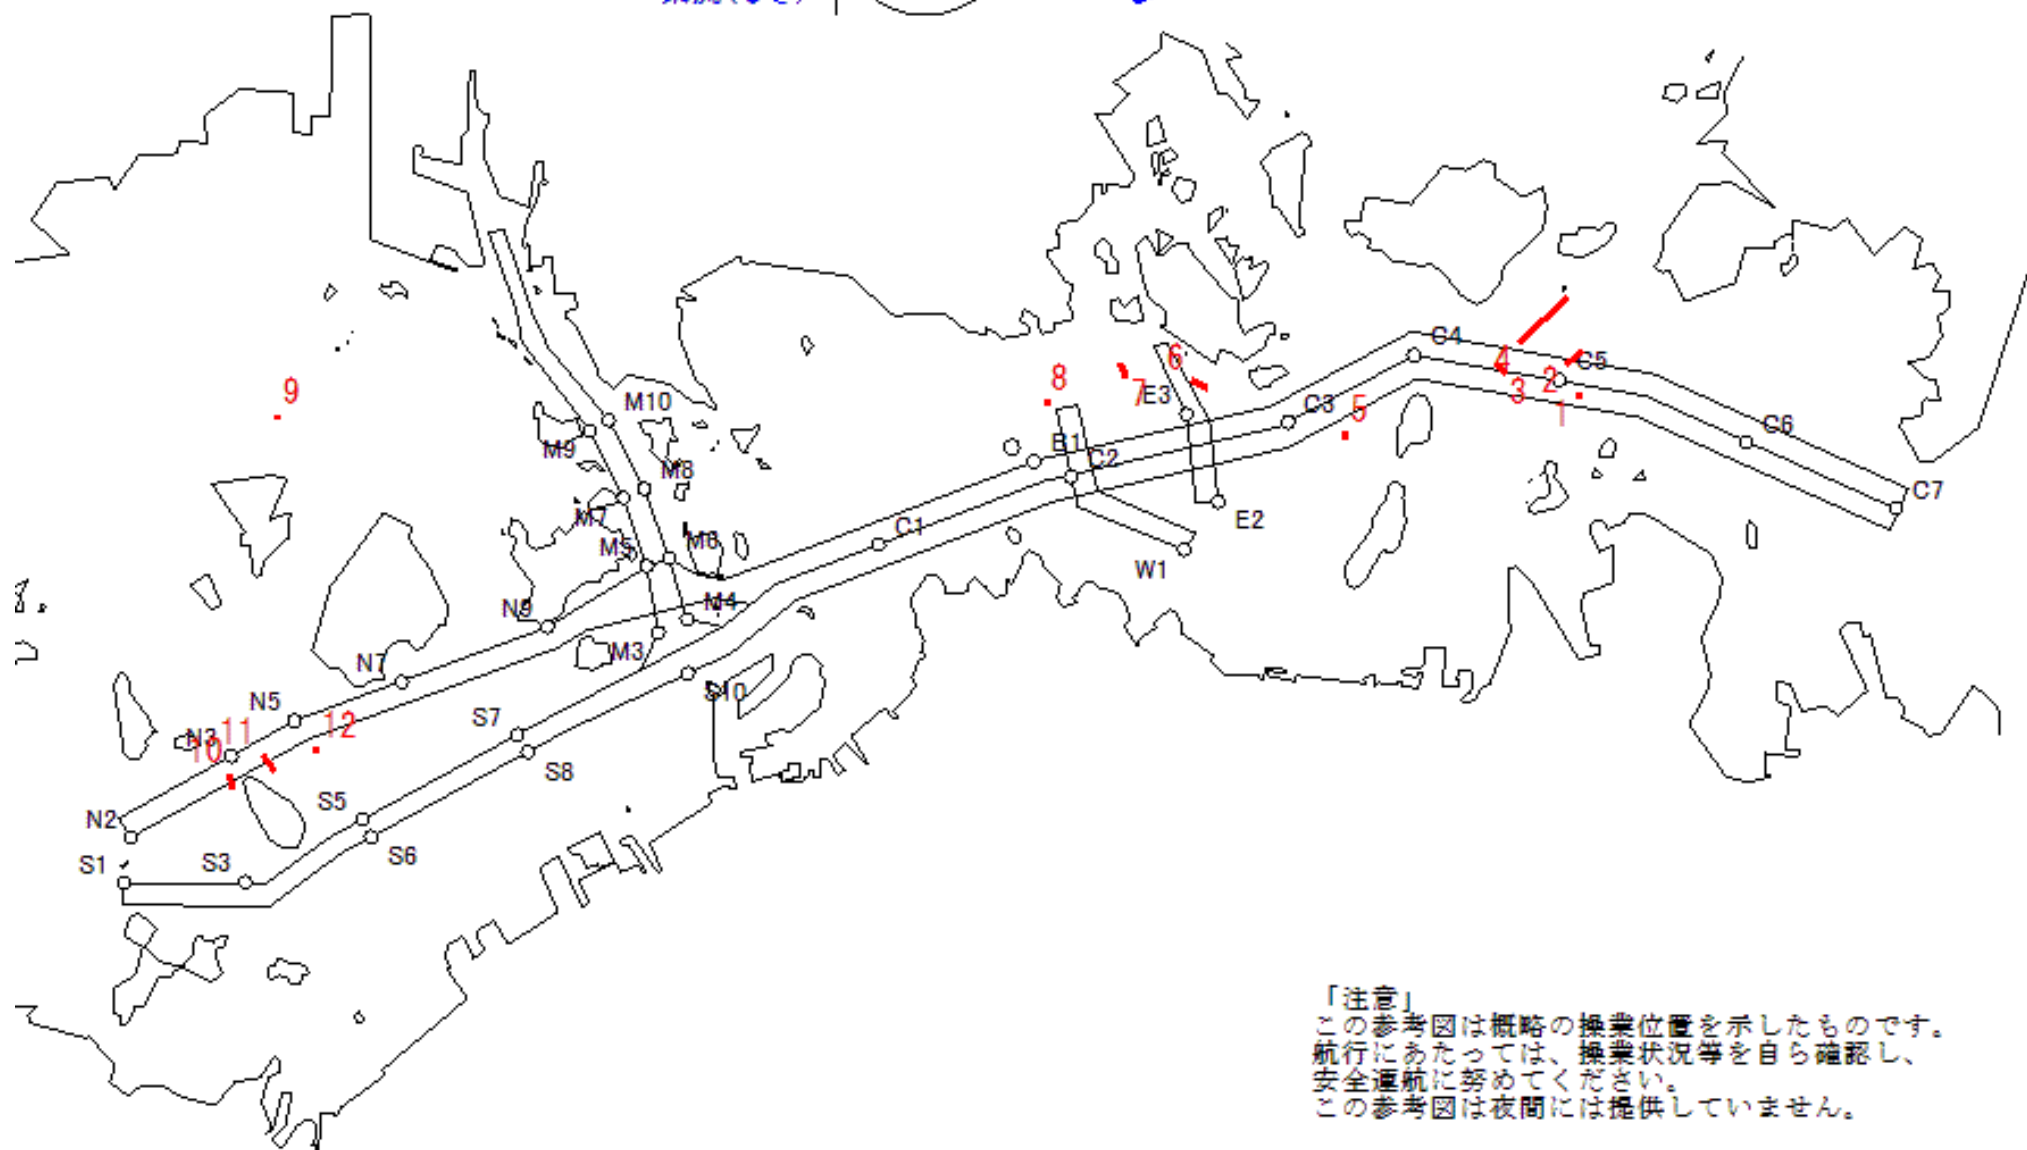 C4
C5
6
4
9
8
7
3
2
E3
5
1
C3
M10
C6
B1
M9
C2
M8
C7
M7
E2
C1
M5
M6
W1
N9
M4
M3
N7
S10
N5
S7
12
11
N3
10
S8
S5
N2
S6
S1
S3
「注意」
この参考図は概略の操業位置を示したものです。
航行にあたっては、操業状況等を自ら確認し、
安全運航に努めてください。
この参考図は夜間には提供していません。